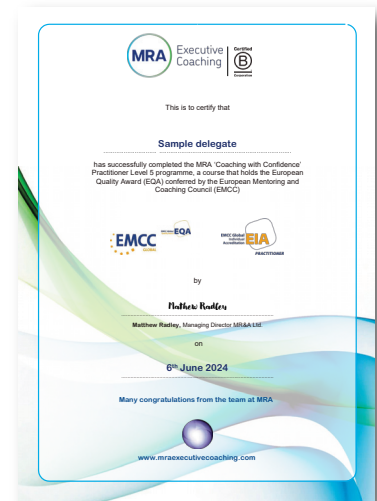 MRA Executive Coaching
Certified
B
Corporation
This is to certify that
Sample delegate
has successfully completed the MRA ‘Coaching with Confidence’
Practitioner Level 5 programme, a course that holds the European
Quality Award (EQA) conferred by the European Mentoring and
Coaching Council (EMCC)
EMCC
GLOBAL
EQA
EMCC Global
Individual
Accreditation
EIA
PRACTITIONER
by
Mathew Radley
Matthew Radley, Managing Director MR&A Ltd.
on
6th June 2024
Many congratulations from the team at MRA
www.mraexecutivecoaching.com